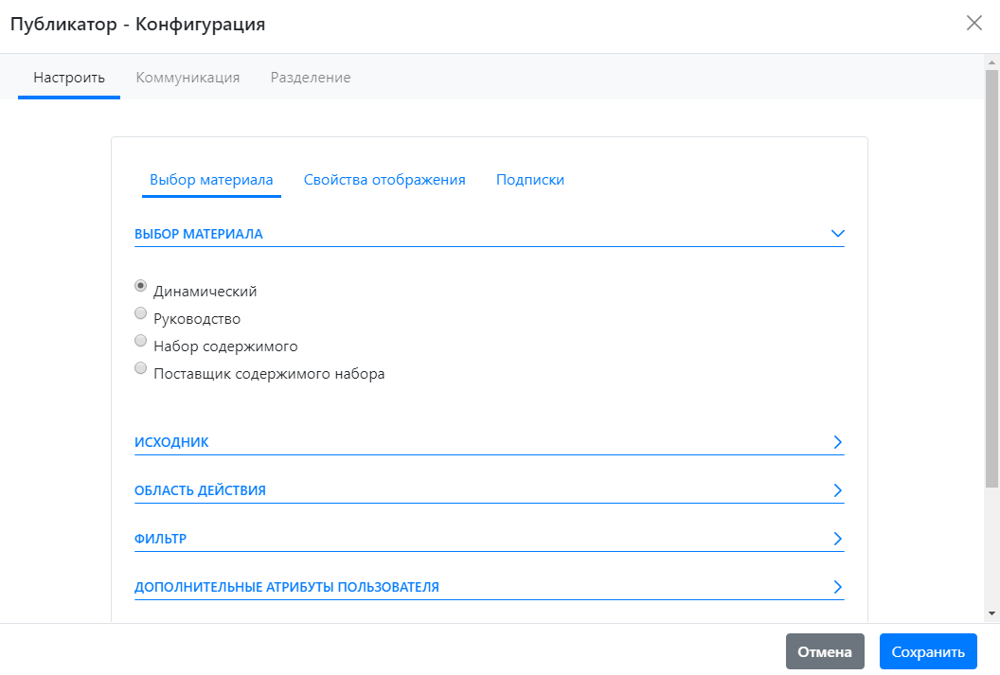 Публикатор - Конфигурация
Настроить Коммуникация Разделение
Выбор материала Свойства отображения Подписки
ВЫБОР МАТЕРИАЛА
Динамический
Руководство
Набор содержимого
Поставщик содержимого набора
ИСХОДНИК
ОБЛАСТЬ ДЕЙСТВИЯ
ФИЛЬТР
ДОПОЛНИТЕЛЬНЫЕ АТРИБУТЫ ПОЛЬЗОВАТЕЛЯ
Отмена Сохранить